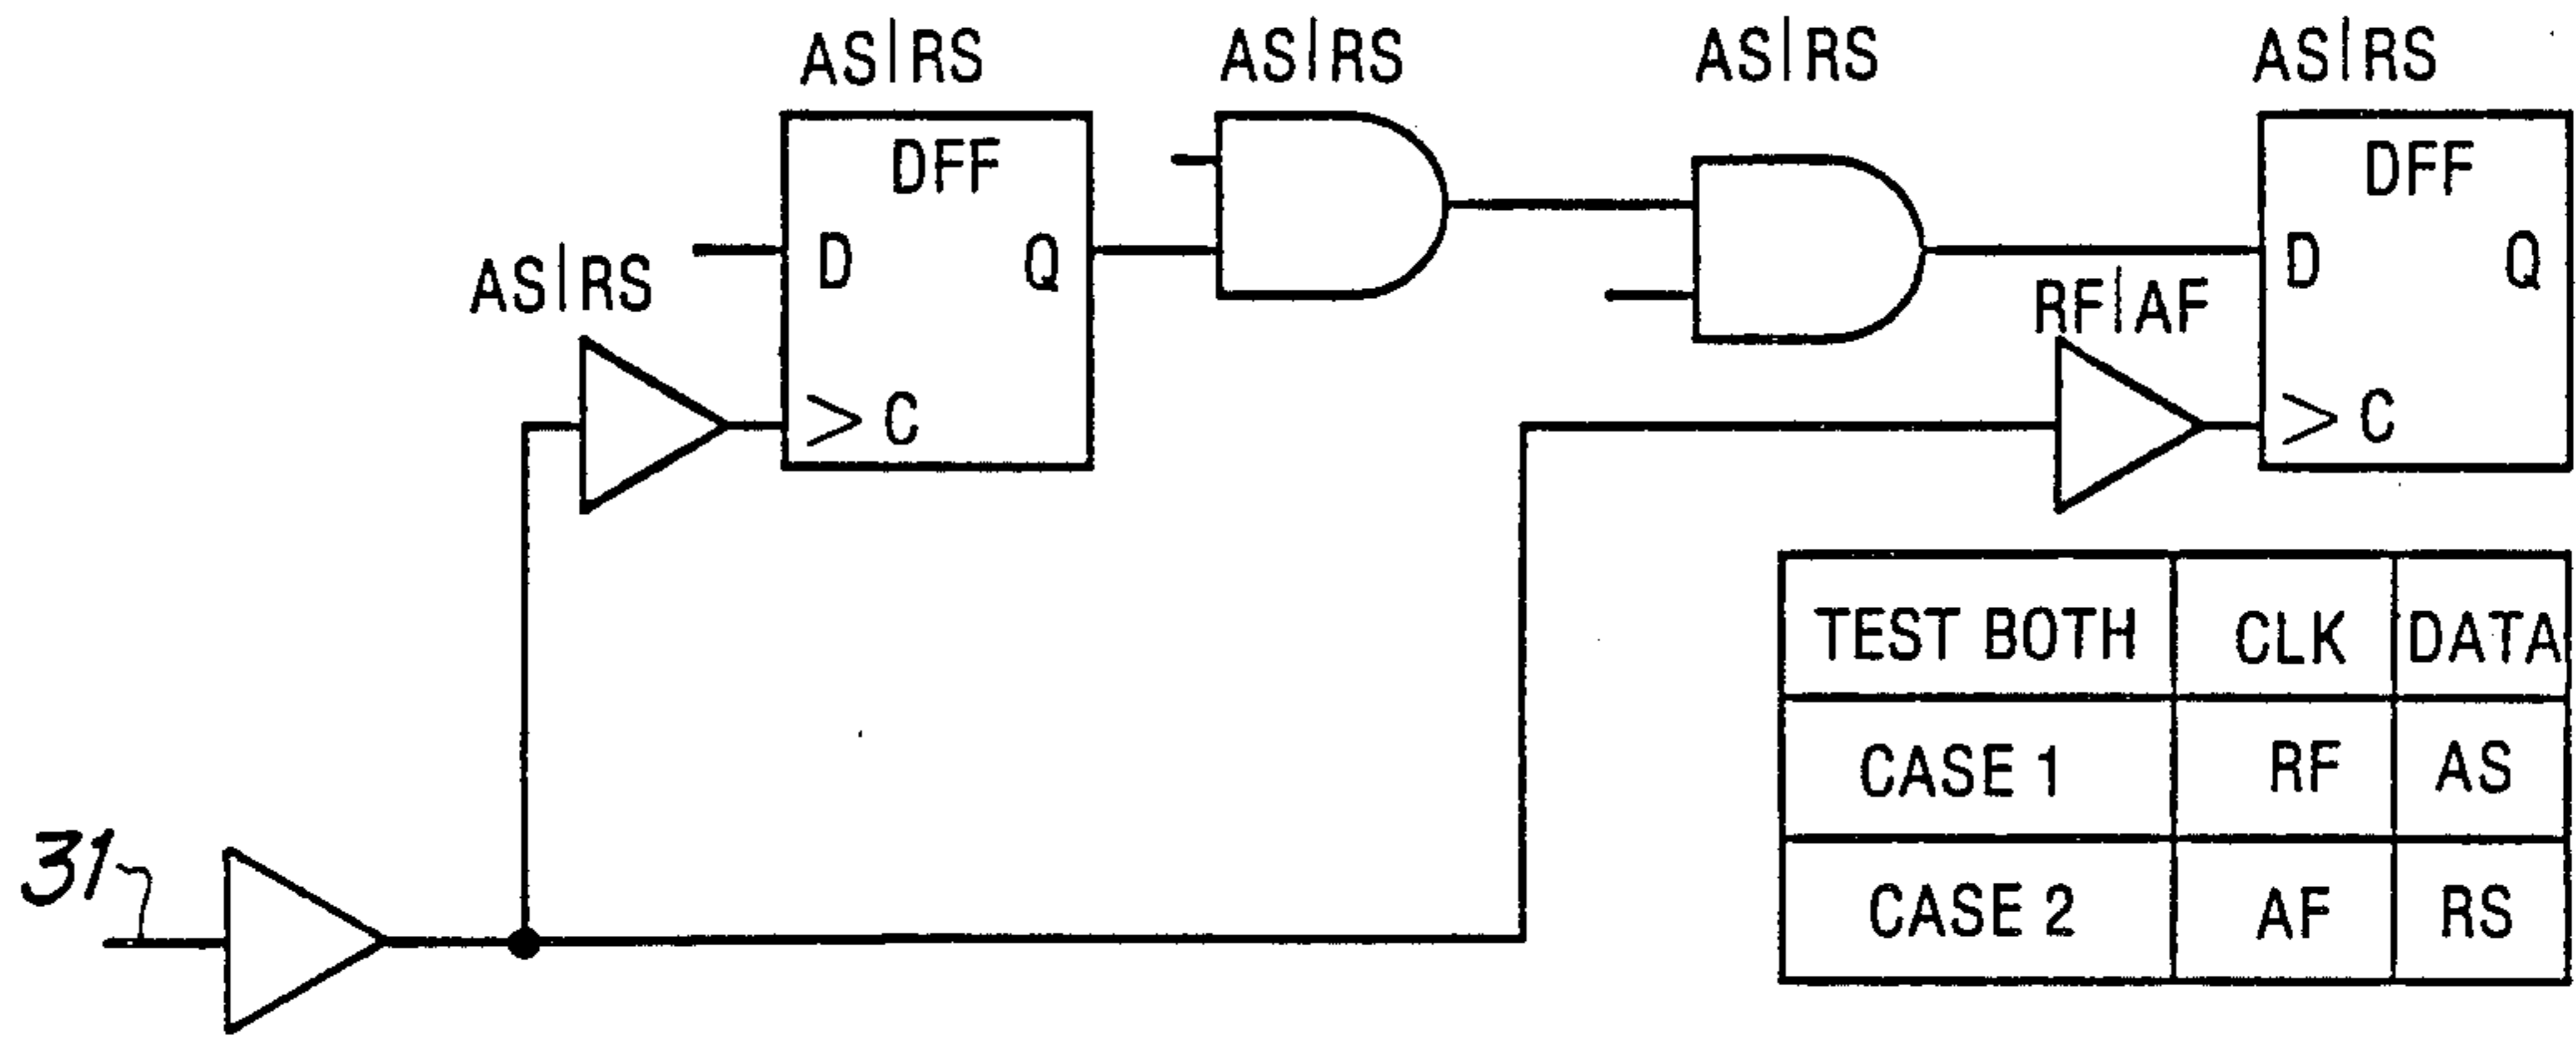 AS|RS
AS|RS
AS|RS
AS|RS
DFF
DFF
AS|RS
D
Q
D
Q
RF|AF
>C
>C
TEST BOTH CLK DATA
CASE 1 RF AS
CASE 2 AF RS
31